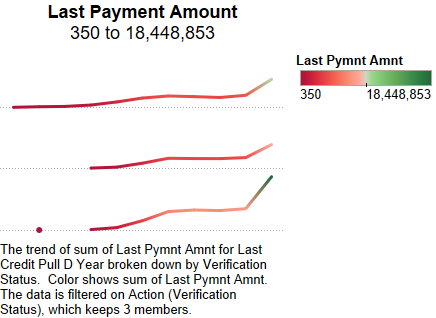 Last Payment Amount
350 to 18,448,853
Last Pymnt Amnt
350 18,448,853
The trend of sum of Last Pymnt Amnt for Last
Credit Pull D Year broken down by Verification
Status.  Color shows sum of Last Pymnt Amnt.
The data is filtered on Action (Verification
Status), which keeps 3 members.